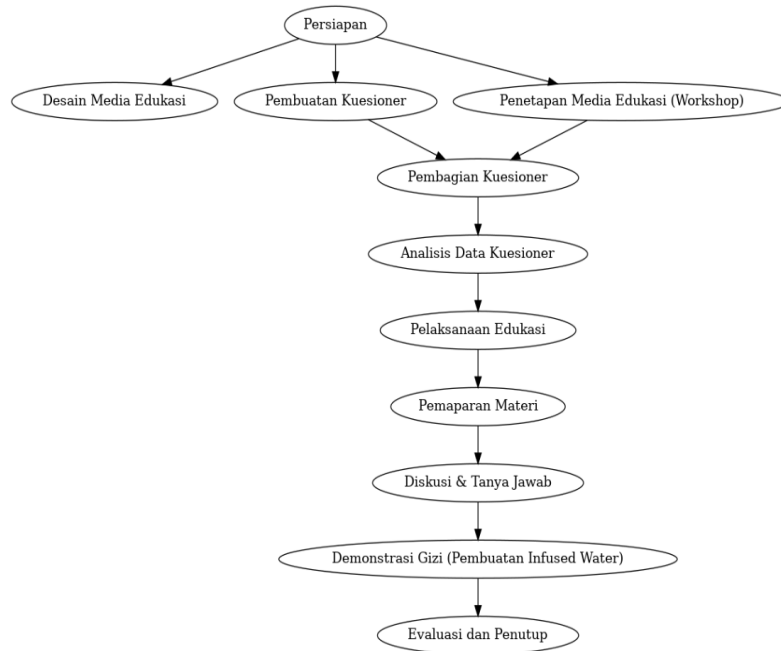 Persiapan
Desain Media Edukasi
Pembuatan Kuesioner
Penetapan Media Edukasi (Workshop)
Pembagian Kuesioner
Analisis Data Kuesioner
Pelaksanaan Edukasi
Pemaparan Materi
Diskusi & Tanya Jawab
Demonstrasi Gizi (Pembuatan Infused Water)
Evaluasi dan Penutup